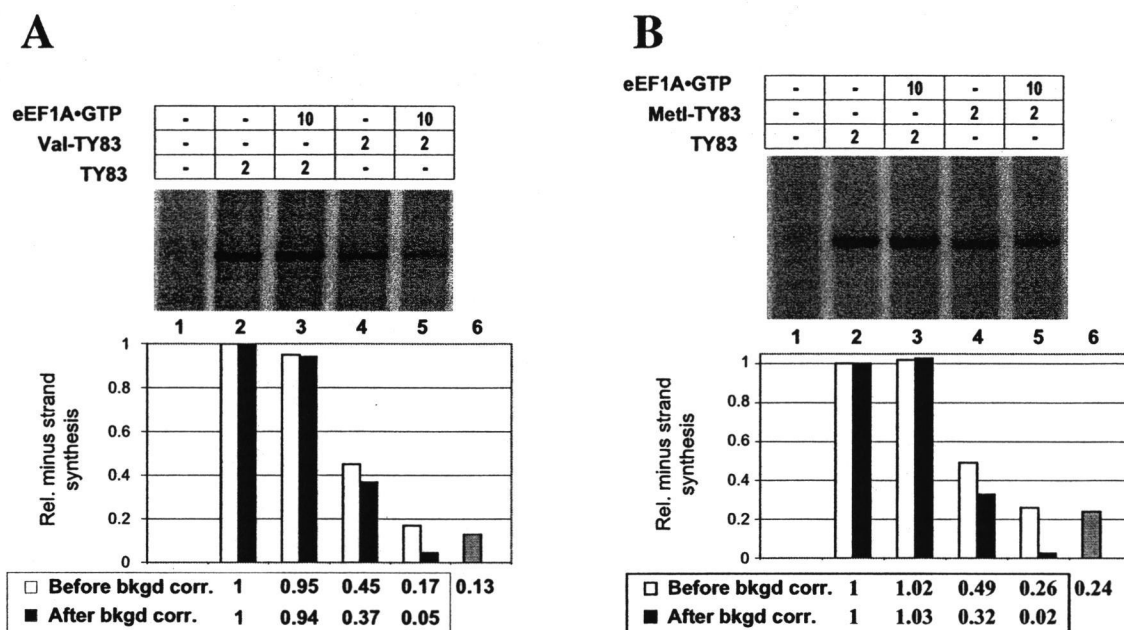 A
eEF1A•GTP - - 10 - 10
Val-TY83 - - - 2 2
TY83 - 2 2 - -
1 2 3 4 5 6
Rel. minus strand
synthesis
1
0.8
0.6
0.4
0.2
0
Before bkgd corr. 1 0.95 0.45 0.17 0.13
After bkgd corr. 1 0.94 0.37 0.05
B
eEF1A•GTP - - 10 - 10
Metl-TY83 - - - 2 2
TY83 - 2 2 - -
1 2 3 4 5 6
Rel. minus strand
synthesis
1
0.8
0.6
0.4
0.2
0
Before bkgd corr. 1 1.02 0.49 0.26 0.24
After bkgd corr. 1 1.03 0.32 0.02